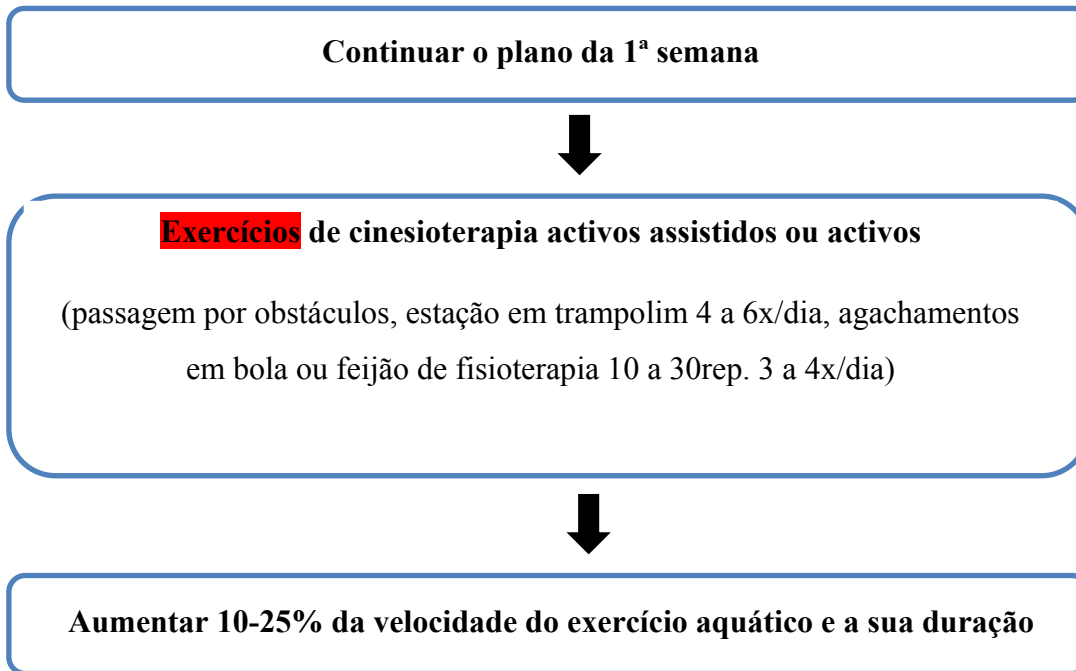 Continuar o plano da 1ª semana
Exercícios de cinesioterapia activos assistidos ou activos
(passagem por obstáculos, estação em trampolim 4 a 6x/dia, agachamentos
em bola ou feijão de fisioterapia 10 a 30rep. 3 a 4x/dia)
Aumentar 10-25% da velocidade do exercício aquático e a sua duração